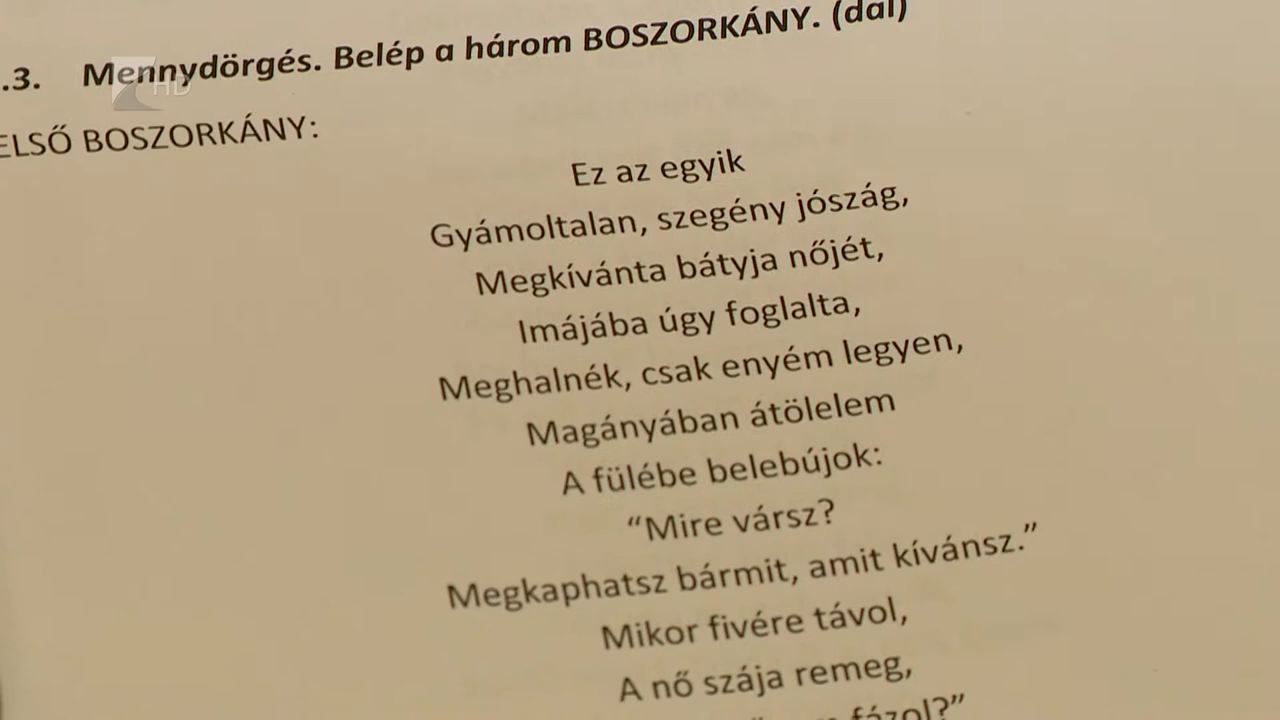 .3. Mennydörgés. Belép a három BOSZORKÁNY. (dal)
HD
ELSŐ BOSZORKÁNY:
Ez az egyik
Gyámoltalan, szegény jószág,
Megkívánta bátyja nőjét,
Imájába úgy foglalta,
Meghalnék, csak enyém legyen,
Magányában átölelem
A fülébe belebújok:
“Mire vársz?
Megkaphatsz bármit, amit kívánsz.”
Mikor fivére távol,
A nő szája remeg,
fázol?”